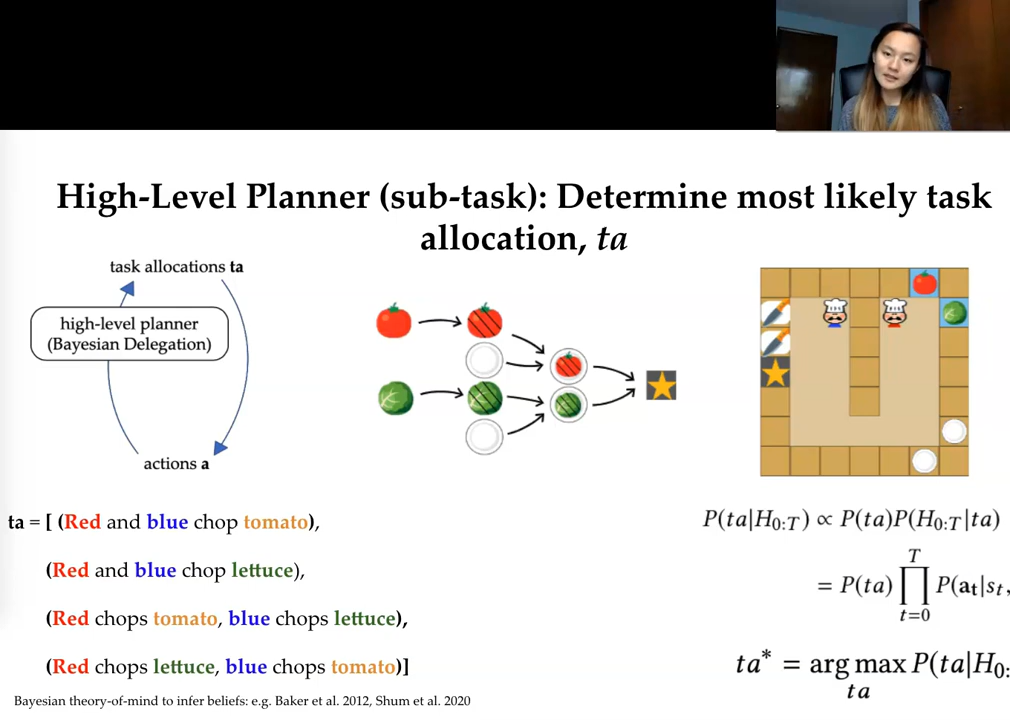 High-Level Planner (sub-task): Determine most likely task
allocation, ta
task allocations ta
high-level planner
(Bayesian Delegation)
actions a
ta = [ (Red and blue chop tomato),
(Red and blue chop lettuce),
(Red chops tomato, blue chops lettuce),
(Red chops lettuce, blue chops tomato)]
P(ta|H₀:T) ∝ P(ta)P(H₀:T|ta)
= P(ta) ∏ₜ₌₀ᵀ P(aₜ|sₜ,
ta* = arg max P(ta|H₀:
ta
Bayesian theory-of-mind to infer beliefs: e.g. Baker et al. 2012, Shum et al. 2020